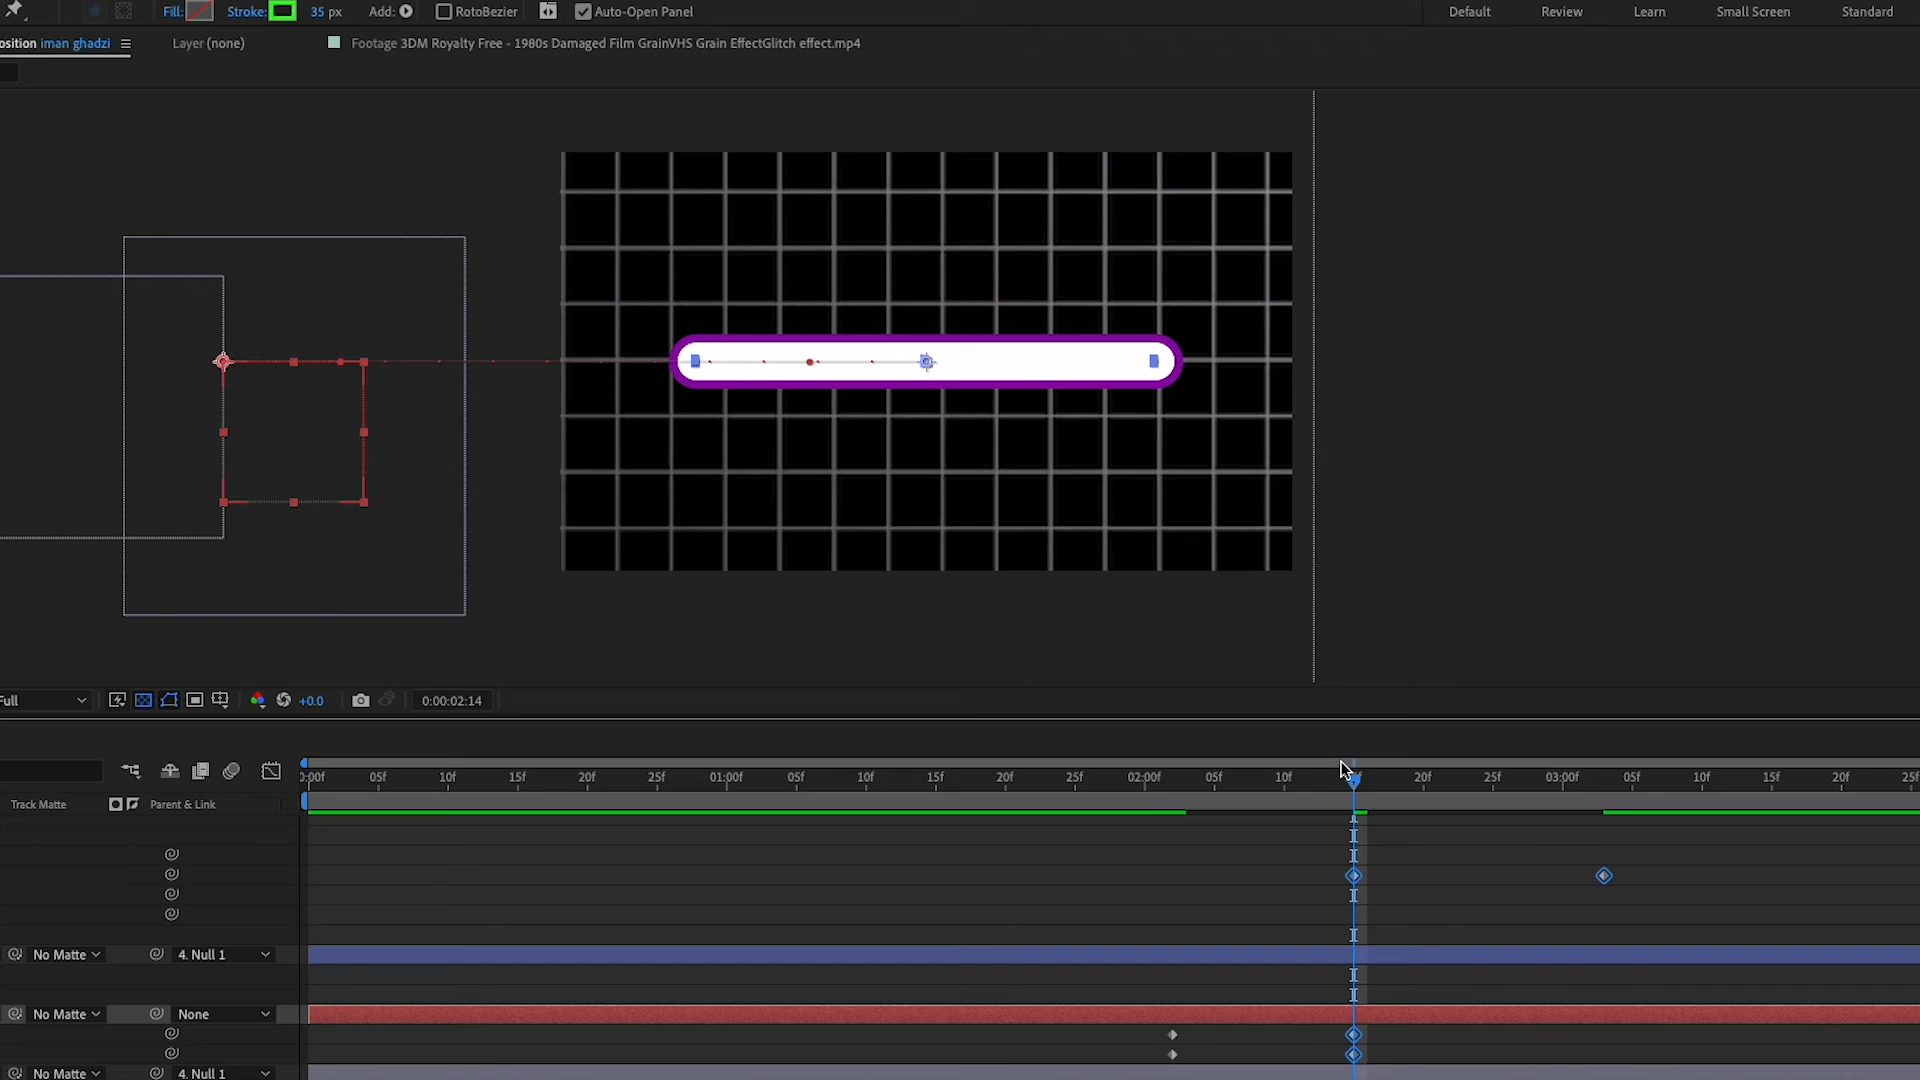 Fill: Stroke: 35 px Add: RotoBezier Auto-Open Panel Default Review Learn Small Screen Standard
osition iman ghadzi Layer (none) Footage 3DM Royalty Free - 1980s Damaged Film GrainVHS Grain EffectGlitch effect.mp4
Full +0.0 0:00:02:14
0:00f 05f 10f 15f 20f 25f 01:00f 05f 10f 15f 20f 25f 02:00f 05f 10f 20f 25f 03:00f 05f 10f 15f 20f 25f
Track Matte Parent & Link
No Matte 4. Null 1
No Matte None
No Matte 4. Null 1